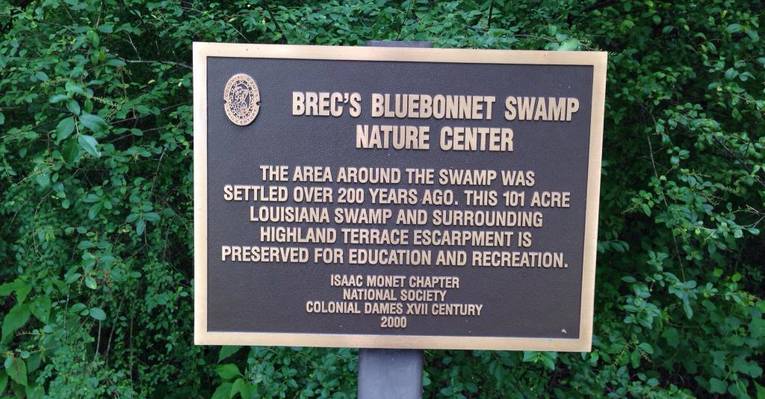 BREC'S BLUEBONNET SWAMP
NATURE CENTER
THE AREA AROUND THE SWAMP WAS
SETTLED OVER 200 YEARS AGO. THIS 101 ACRE
LOUISIANA SWAMP AND SURROUNDING
HIGHLAND TERRACE ESCARPMENT IS
PRESERVED FOR EDUCATION AND RECREATION.
ISAAC MONET CHAPTER
NATIONAL SOCIETY
COLONIAL DAMES XVII CENTURY
2000